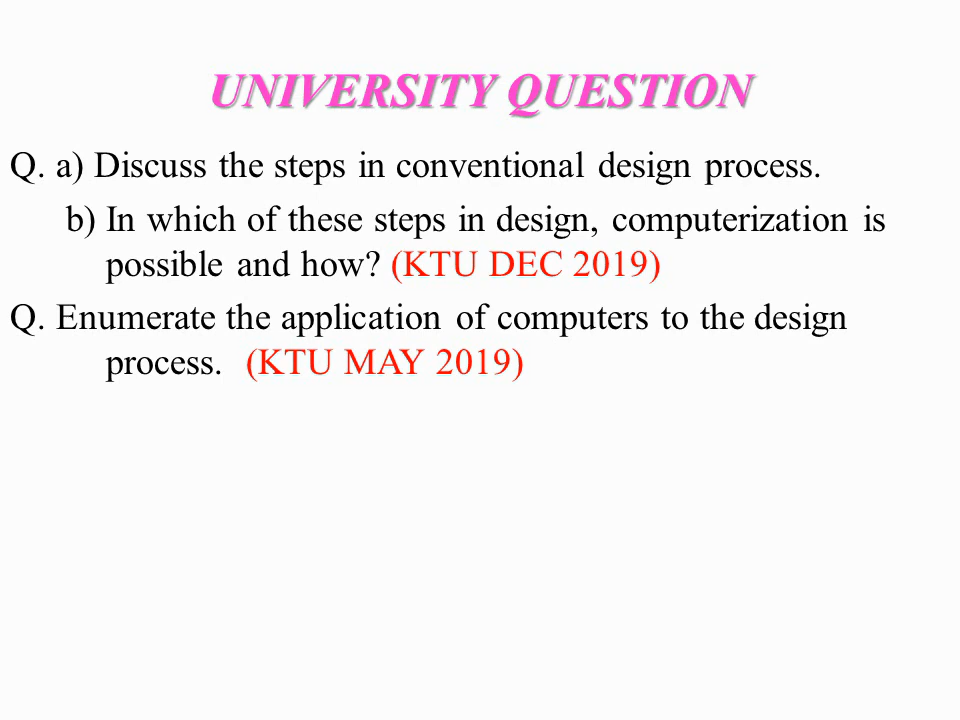 UNIVERSITY QUESTION
Q. a) Discuss the steps in conventional design process.
b) In which of these steps in design, computerization is
possible and how? (KTU DEC 2019)
Q. Enumerate the application of computers to the design
process. (KTU MAY 2019)